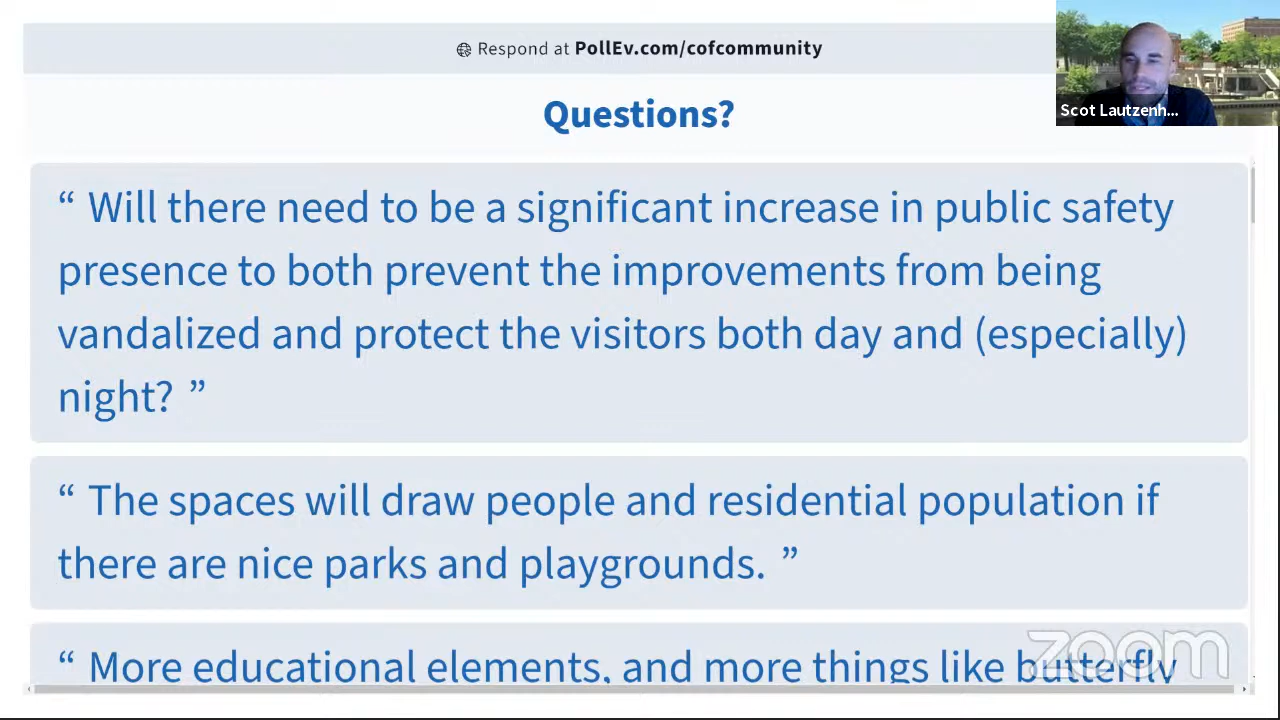 Respond at PollEv.com/cofcommunity
Scot Lautzenh...
Questions?
“ Will there need to be a significant increase in public safety
presence to both prevent the improvements from being
vandalized and protect the visitors both day and (especially)
night? ”
“ The spaces will draw people and residential population if
there are nice parks and playgrounds. ”
“ More educational elements, and more things like butterfly
zoom